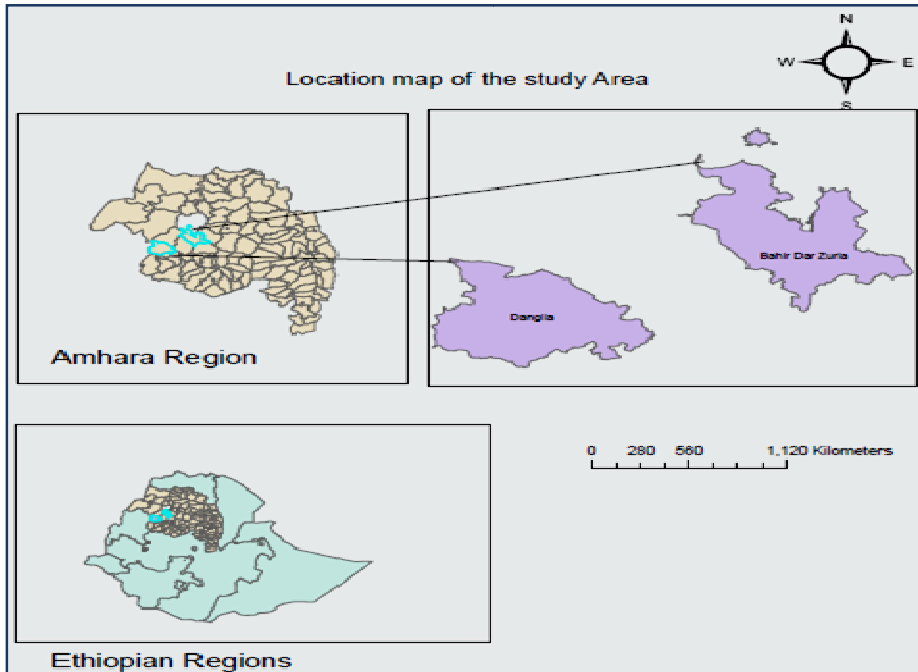 N
W E
S
Location map of the study Area
Bahir Dar Zuria
Dangila
Amhara Region
0 280 560 1,120 Kilometers
Ethiopian Regions